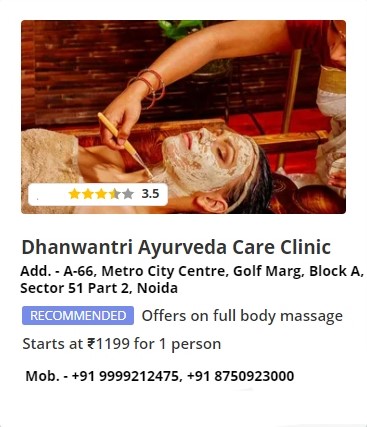 3.5
Dhanwantri Ayurveda Care Clinic
Add. - A-66, Metro City Centre, Golf Marg, Block A,
Sector 51 Part 2, Noida
RECOMMENDED Offers on full body massage
Starts at ₹1199 for 1 person
Mob. - +91 9999212475, +91 8750923000